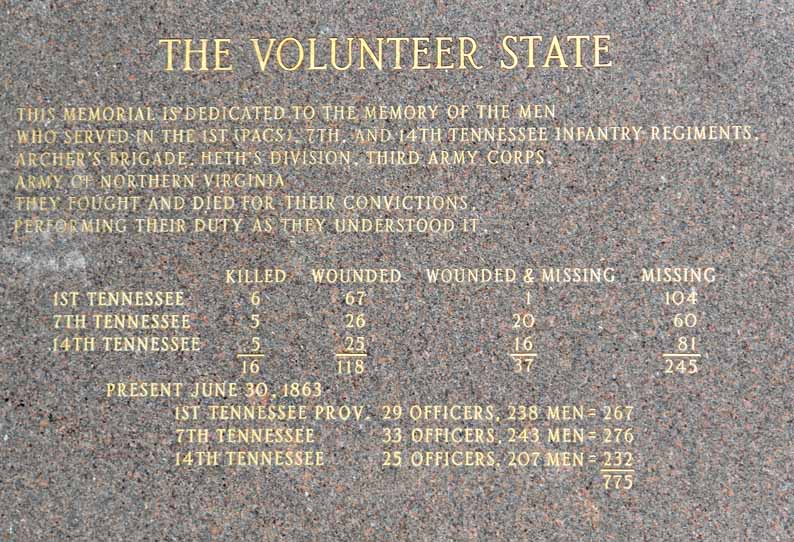 THE VOLUNTEER STATE
THIS MEMORIAL IS DEDICATED TO THE MEMORY OF THE MEN
WHO SERVED IN THE 1ST (PACS), 7TH, AND 14TH TENNESSEE INFANTRY REGIMENTS,
ARCHER'S BRIGADE, HETH'S DIVISION, THIRD ARMY CORPS,
ARMY OF NORTHERN VIRGINIA
THEY FOUGHT AND DIED FOR THEIR CONVICTIONS,
PERFORMING THEIR DUTY AS THEY UNDERSTOOD IT.
KILLED WOUNDED WOUNDED & MISSING MISSING
1ST TENNESSEE 6 67 1 104
7TH TENNESSEE 5 26 20 60
14TH TENNESSEE 5 25 16 81
16 118 37 245
PRESENT JUNE 30, 1863
1ST TENNESSEE PROV. 29 OFFICERS, 238 MEN = 267
7TH TENNESSEE 33 OFFICERS, 243 MEN = 276
14TH TENNESSEE 25 OFFICERS, 207 MEN = 232
775